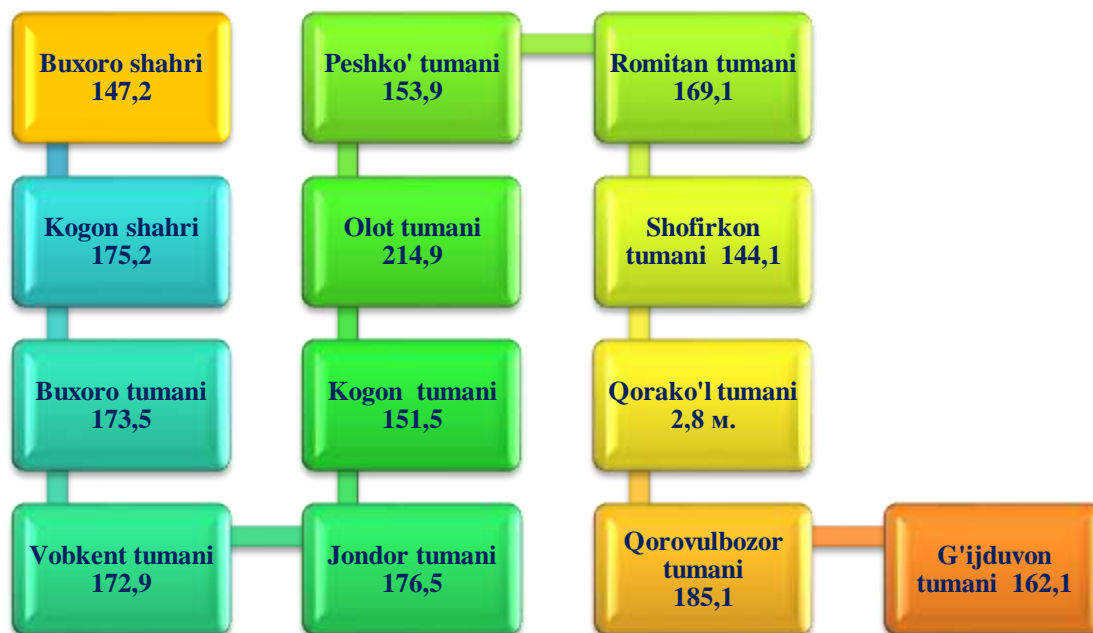 Buxoro shahri
147,2
Kogon shahri
175,2
Buxoro tumani
173,5
Vobkent tumani
172,9
Jondor tumani
176,5
Kogon tumani
151,5
Olot tumani
214,9
Peshko' tumani
153,9
Romitan tumani
169,1
Shofirkon
tumani 144,1
Qorako'l tumani
2,8 м.
Qorovulbozor
tumani
185,1
G'ijduvon
tumani 162,1